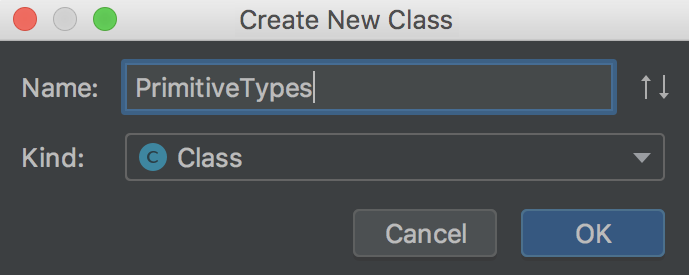 Create New Class
Name: PrimitiveTypes
Kind: C Class
Cancel OK